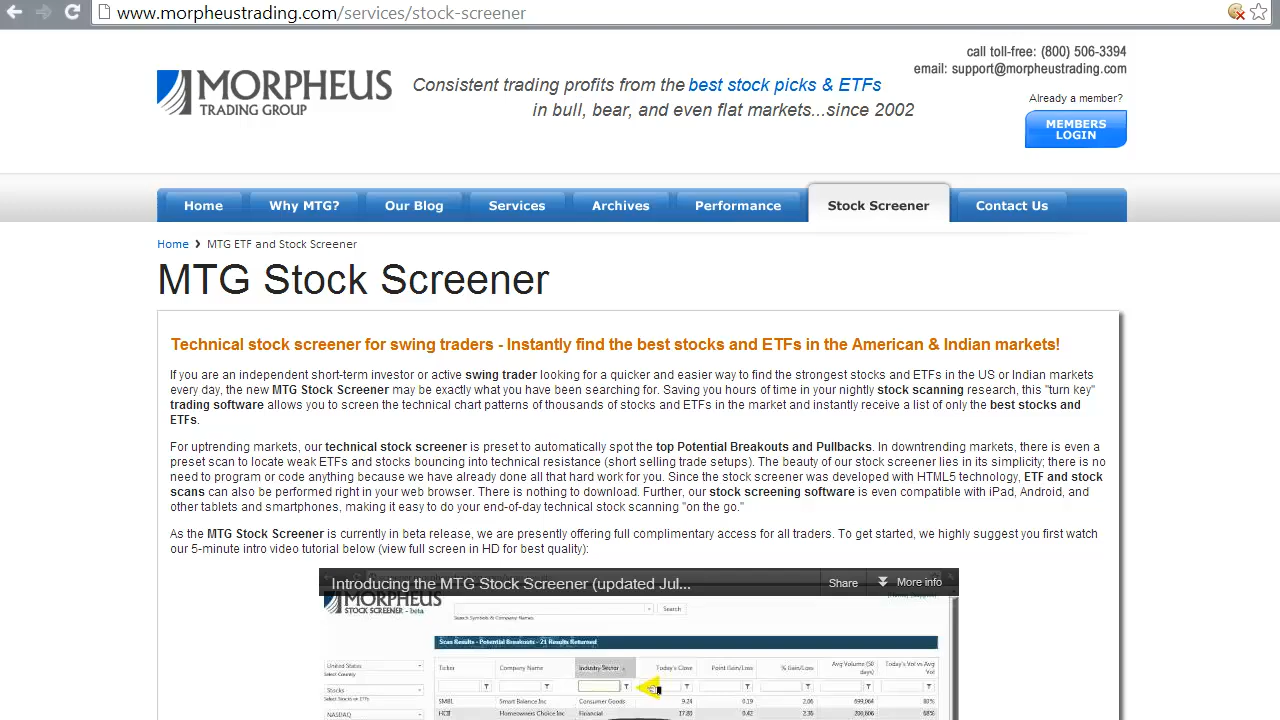 www.morpheustrading.com/services/stock-screener
call toll-free: (800) 506-3394
email: support@morpheustrading.com
MORPHEUS
TRADING GROUP
Consistent trading profits from the best stock picks & ETFs
in bull, bear, and even flat markets...since 2002
Already a member?
MEMBERS
LOGIN
Home Why MTG? Our Blog Services Archives Performance Stock Screener Contact Us
Home › MTG ETF and Stock Screener
MTG Stock Screener
Technical stock screener for swing traders - Instantly find the best stocks and ETFs in the American & Indian markets!
If you are an independent short-term investor or active swing trader looking for a quicker and easier way to find the strongest stocks and ETFs in the US or Indian markets
every day, the new MTG Stock Screener may be exactly what you have been searching for. Saving you hours of time in your nightly stock scanning research, this "turn key"
trading software allows you to screen the technical chart patterns of thousands of stocks and ETFs in the market and instantly receive a list of only the best stocks and
ETFs.
For uptrending markets, our technical stock screener is preset to automatically spot the top Potential Breakouts and Pullbacks. In downtrending markets, there is even a
preset scan to locate weak ETFs and stocks bouncing into technical resistance (short selling trade setups). The beauty of our stock screener lies in its simplicity; there is no
need to program or code anything because we have already done all that hard work for you. Since the stock screener was developed with HTML5 technology, ETF and stock
scans can also be performed right in your web browser. There is nothing to download. Further, our stock screening software is even compatible with iPad, Android, and
other tablets and smartphones, making it easy to do your end-of-day technical stock scanning "on the go."
As the MTG Stock Screener is currently in beta release, we are presently offering full complimentary access for all traders. To get started, we highly suggest you first watch
our 5-minute intro video tutorial below (view full screen in HD for best quality):
Introducing the MTG Stock Screener (updated Jul... Share More info
MORPHEUS
STOCK SCREENER - beta
Search
Search Symbols & Company Names
Scan Results - Potential Breakouts - 21 Results Returned
United States
Select Country
Ticker Company Name Industry Sector Today's Close Point Gain/Loss % Gain/Loss Avg Volume (50 days) Today's Vol vs Avg Vol
Stocks
Select Stocks or ETFs
SMBL Smart Balance Inc Consumer Goods 9.24 0.19 2.06 80%
NASDAQ
HCII Homeowners Choice Inc Financial 0.42 68%